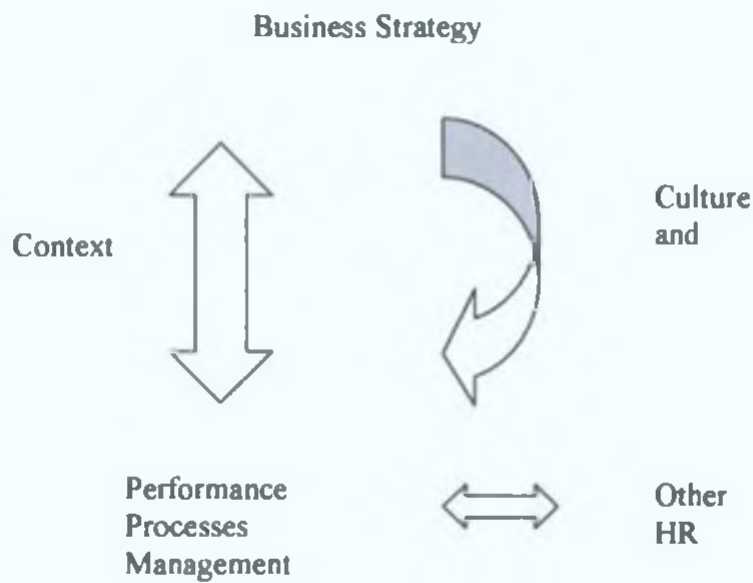 Business Strategy
Context
Culture
and
Performance
Processes
Management
Other
HR